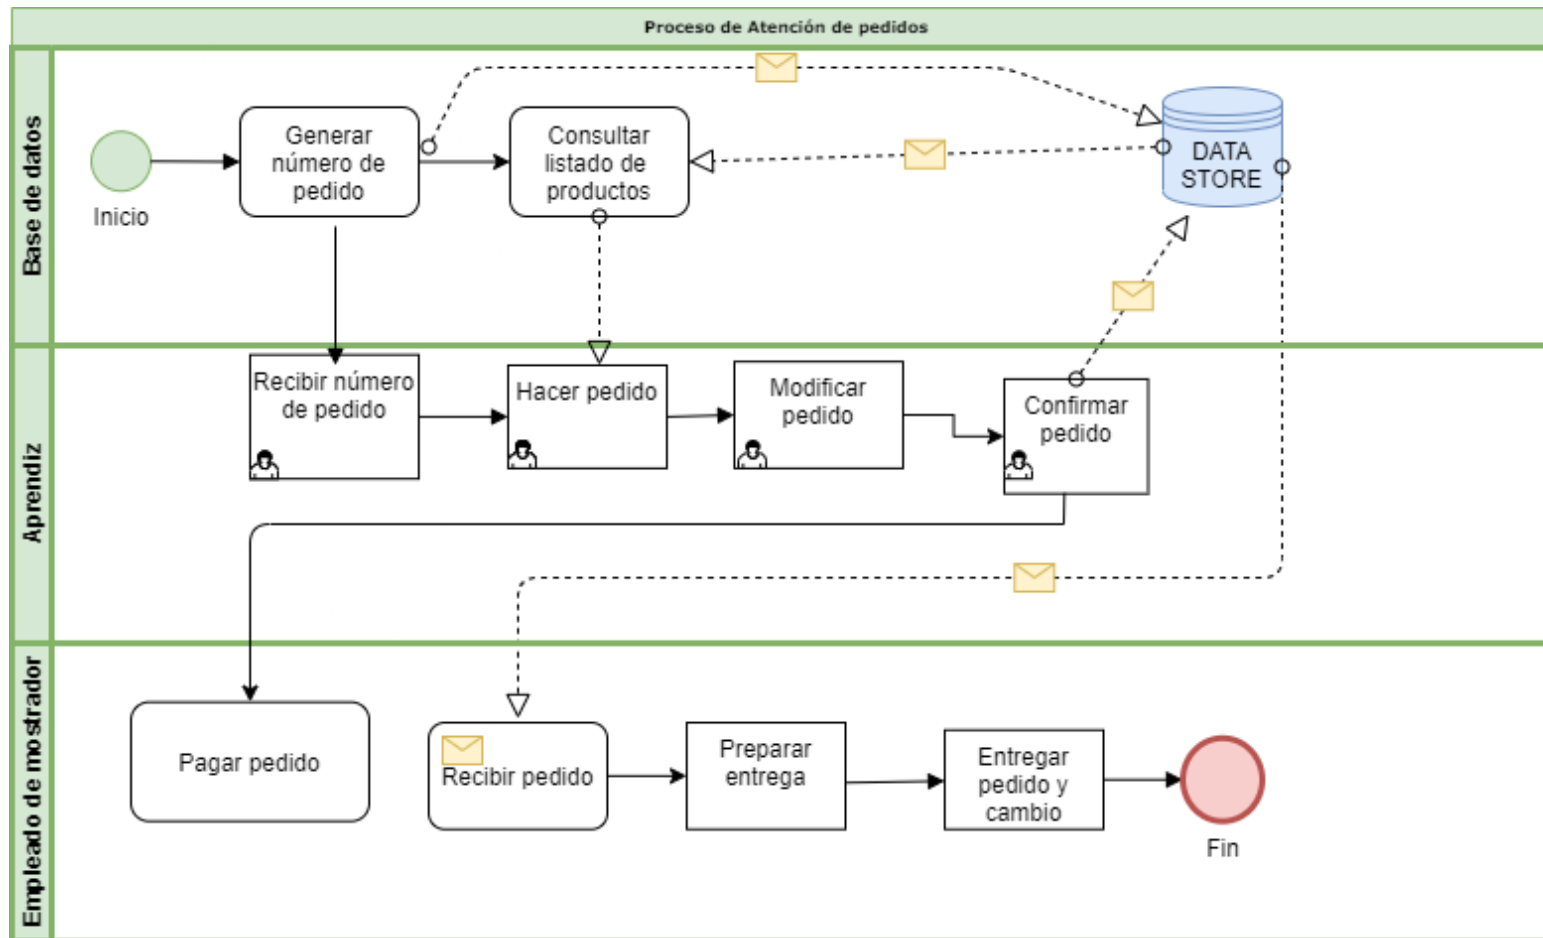 Proceso de Atención de pedidos
Base de datos
Inicio
Generar
número de
pedido
Consultar
listado de
productos
DATA
STORE
Aprendiz
Recibir número
de pedido
Hacer pedido
Modificar
pedido
Confirmar
pedido
Empleado de mostrador
Pagar pedido
Recibir pedido
Preparar
entrega
Entregar
pedido y
cambio
Fin